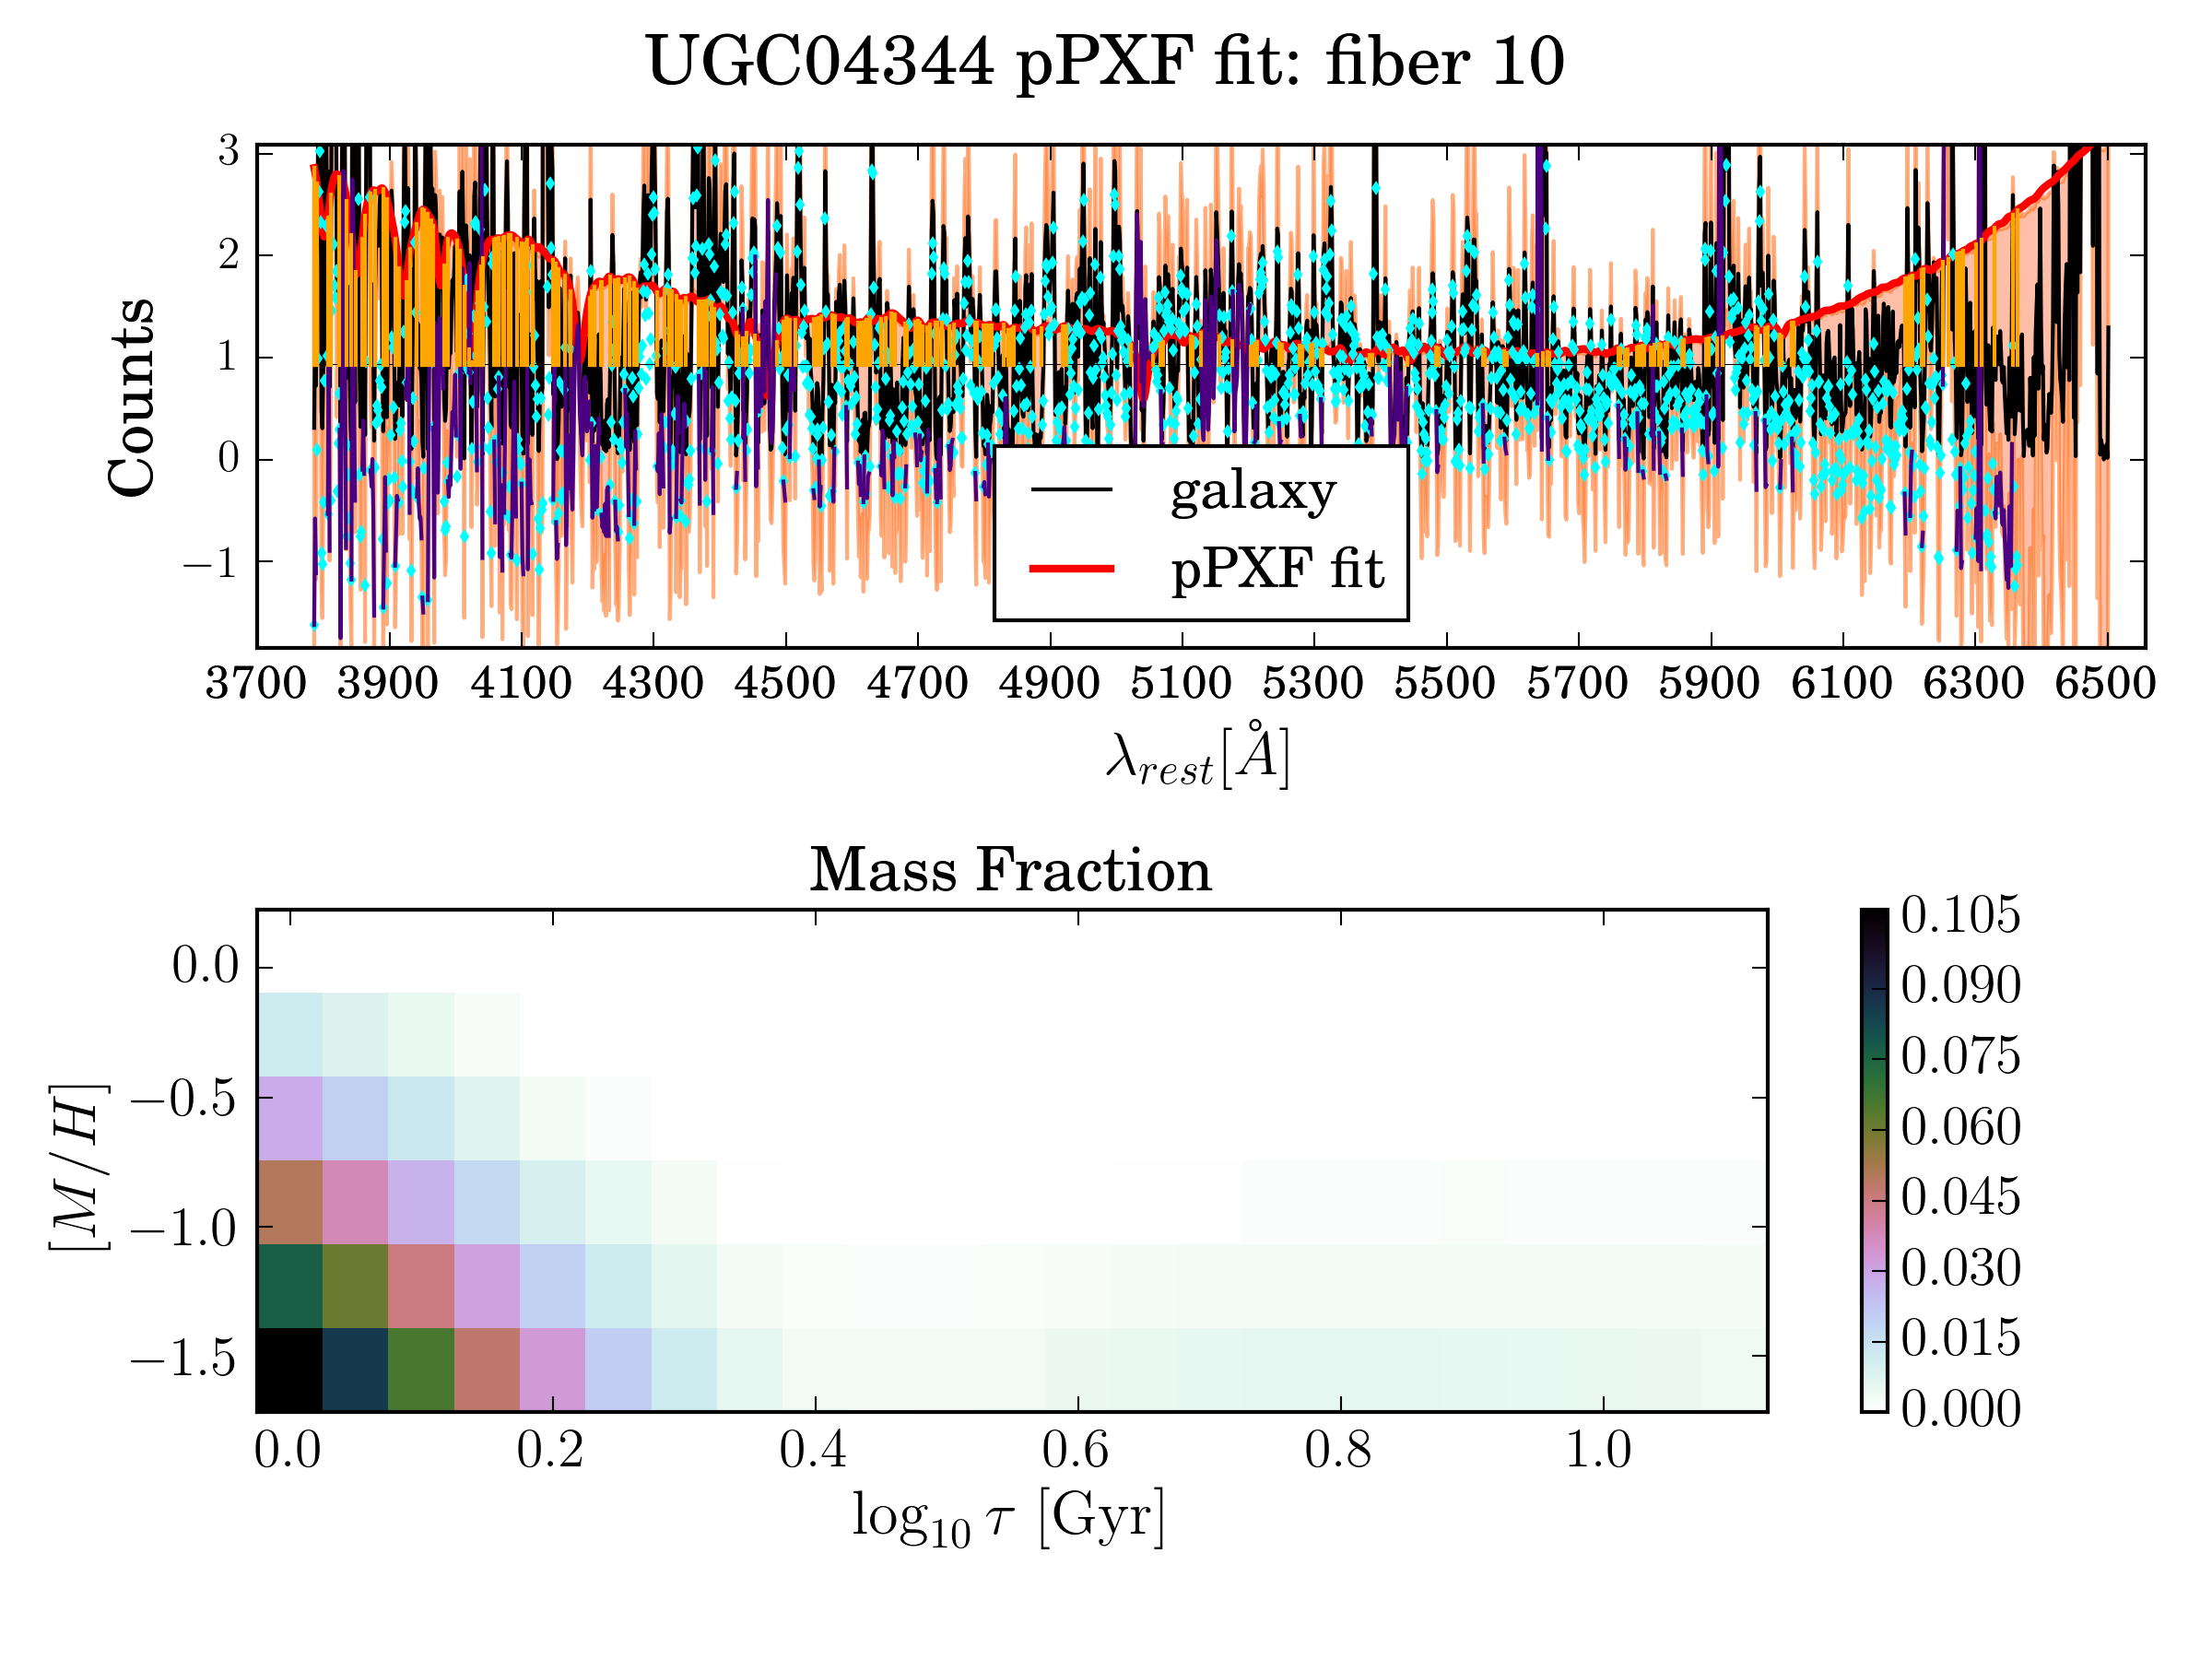 UGC04344 pPXF fit: fiber 10
3
2
1
0
−1
Counts
galaxy
pPXF fit
3700 3900 4100 4300 4500 4700 4900 5100 5300 5500 5700 5900 6100 6300 6500
λrest[Å]
Mass Fraction
0.0
−0.5
−1.0
−1.5
[M/H]
0.0 0.2 0.4 0.6 0.8 1.0
log10 τ [Gyr]
0.105
0.090
0.075
0.060
0.045
0.030
0.015
0.000